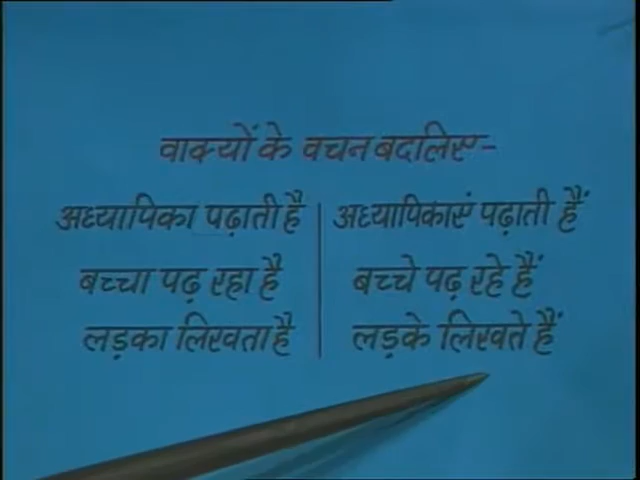 वाक्यों के वचन बदलिए-
अध्यापिका पढ़ाती है | अध्यापिकाएं पढ़ाती हैं
बच्चा पढ़ रहा है | बच्चे पढ़ रहे हैं
लड़का लिखता है | लड़के लिखते हैं